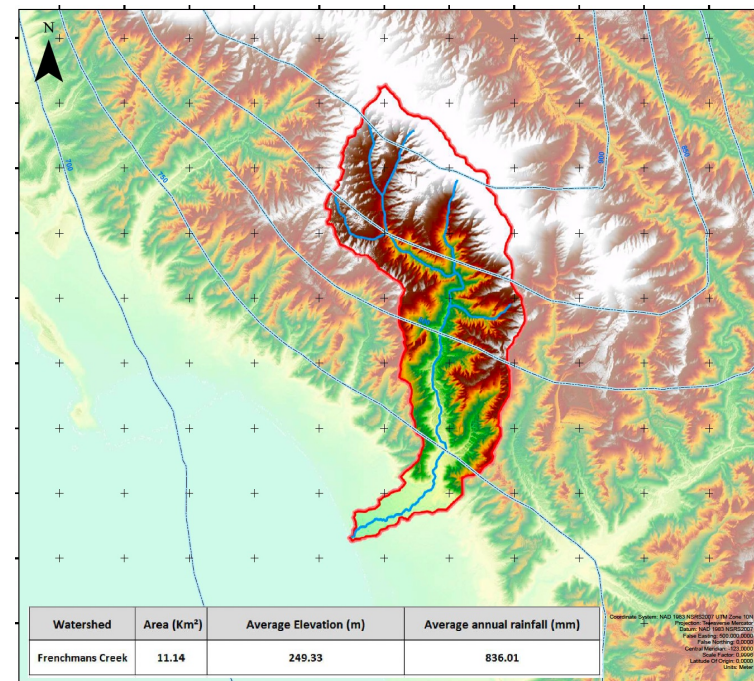 N
700
750
900
850
Watershed
Area (Km²)
Average Elevation (m)
Average annual rainfall (mm)
Frenchmans Creek
11.14
249.33
836.01
Coordinate System: NAD 1983 NSRS2007 UTM Zone 10N
Projection: Transverse Mercator
Datum: NAD 1983 NSRS2007
False Easting: 500,000.0000
False Northing: 0.0000
Central Meridian: -123.0000
Scale Factor: 0.9996
Latitude Of Origin: 0.0000
Units: Meter